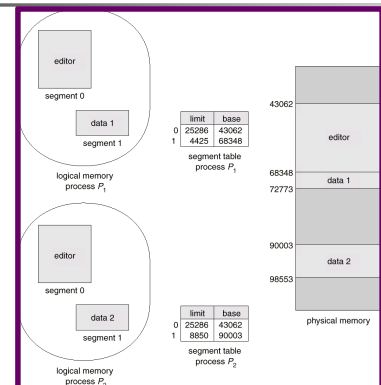 editor
segment 0
data 1
segment 1
logical memory
process P1
limit base
0 25286 43062
1 4425 68348
segment table
process P1
43062
editor
68348
data 1
72773
90003
data 2
98553
physical memory
editor
segment 0
data 2
segment 1
logical memory
process P2
limit base
0 25286 43062
1 8850 90003
segment table
process P2